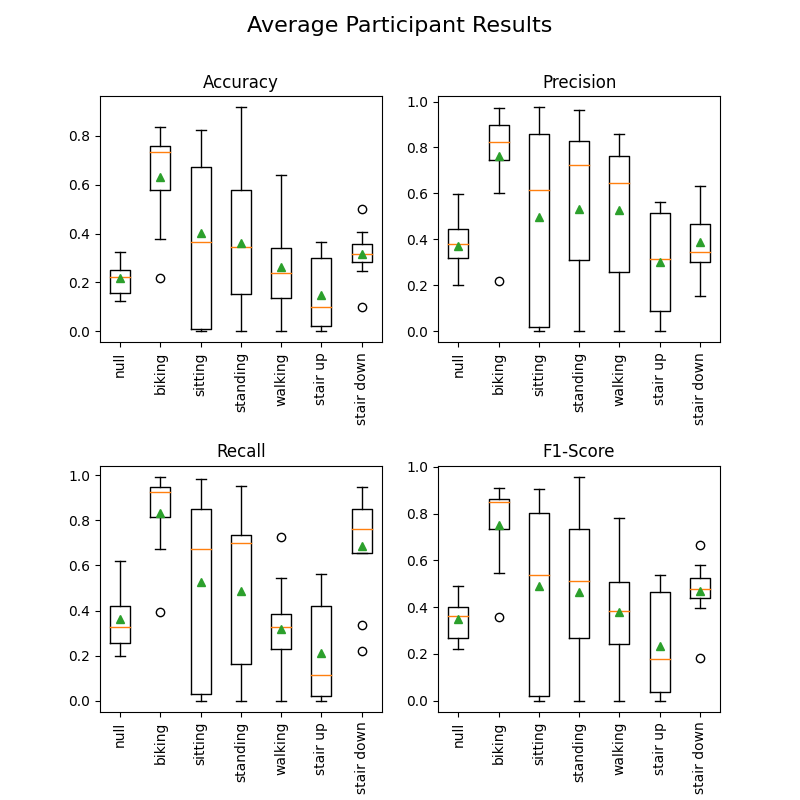 Average Participant Results
Accuracy
0.8
0.6
0.4
0.2
0.0
null
biking
sitting
standing
walking
stair up
stair down
Precision
1.0
0.8
0.6
0.4
0.2
0.0
null
biking
sitting
standing
walking
stair up
stair down
Recall
1.0
0.8
0.6
0.4
0.2
0.0
null
biking
sitting
standing
walking
stair up
stair down
F1-Score
1.0
0.8
0.6
0.4
0.2
0.0
null
biking
sitting
standing
walking
stair up
stair down